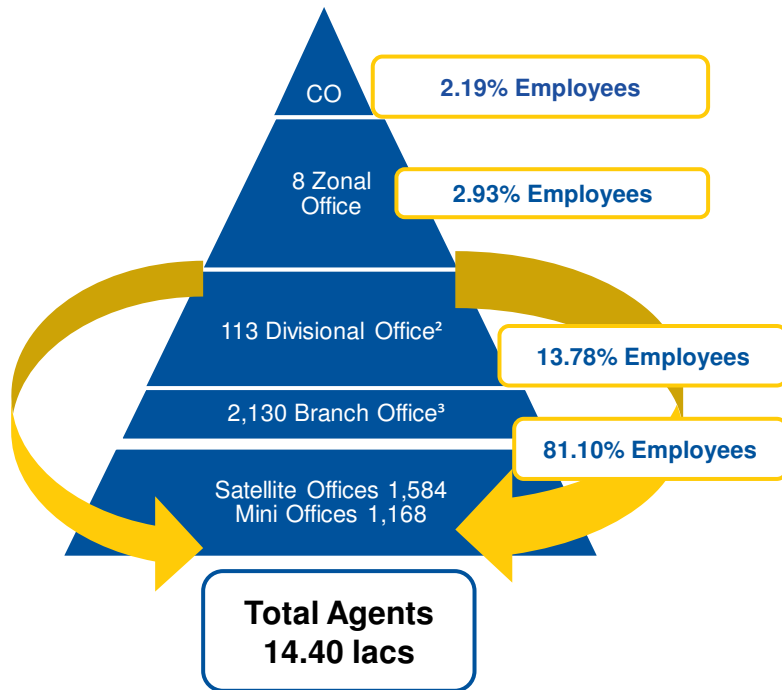 CO
2.19% Employees
8 Zonal
Office
2.93% Employees
113 Divisional Office²
13.78% Employees
2,130 Branch Office³
81.10% Employees
Satellite Offices 1,584
Mini Offices 1,168
Total Agents
14.40 lacs